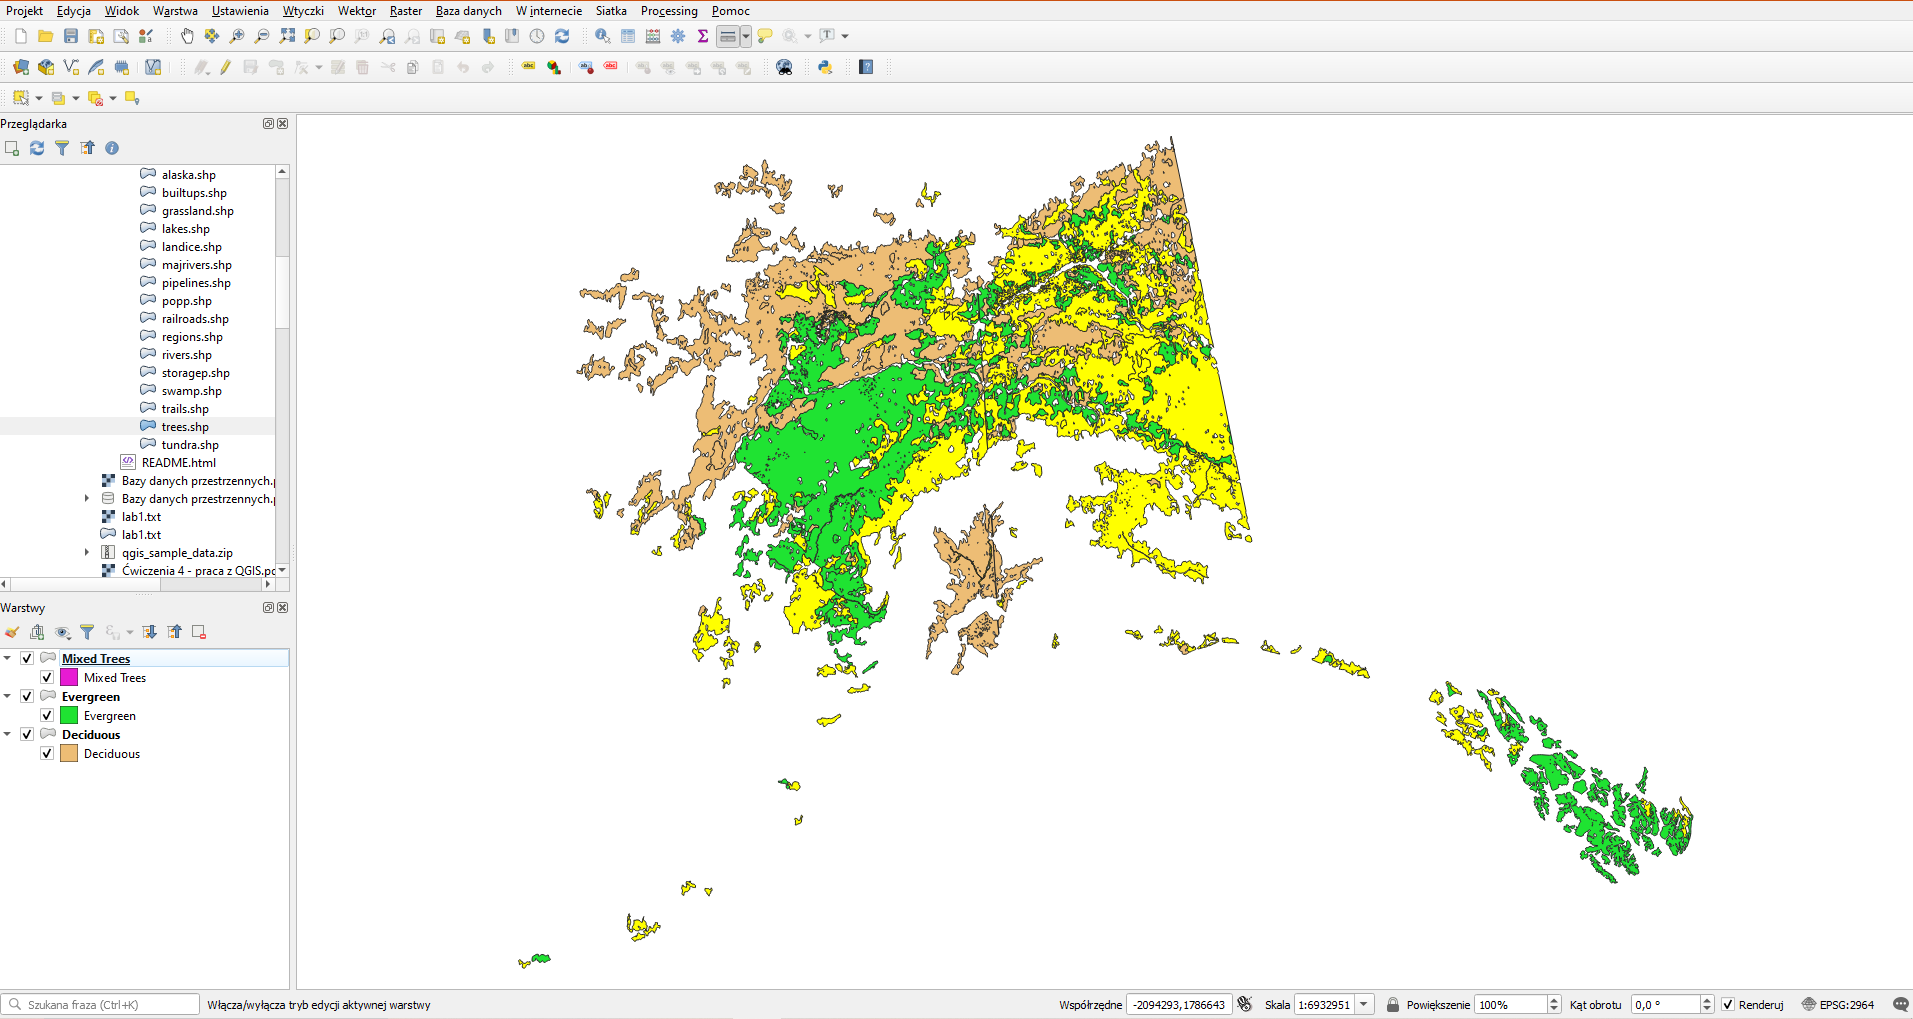 Projekt Edycja Widok Warstwa Ustawienia Wtyczki Wektor Raster Baza danych W internecie Siatka Processing Pomoc
Przeglądarka
alaska.shp
builtups.shp
grassland.shp
lakes.shp
landice.shp
majrivers.shp
pipelines.shp
popp.shp
railroads.shp
regions.shp
rivers.shp
storagep.shp
swamp.shp
trails.shp
trees.shp
tundra.shp
README.html
Bazy danych przestrzennych.p
Bazy danych przestrzennych.p
lab1.txt
lab1.txt
qgis_sample_data.zip
Ćwiczenia 4 - praca z QGIS.pd
Warstwy
Mixed Trees
Mixed Trees
Evergreen
Evergreen
Deciduous
Deciduous
Szukana fraza (Ctrl+K) Włącza/wyłącza tryb edycji aktywnej warstwy Współrzędne -2094293,1786643 Skala 1:6932951 Powiększenie 100% Kąt obrotu 0,0 ° Renderuj EPSG:2964